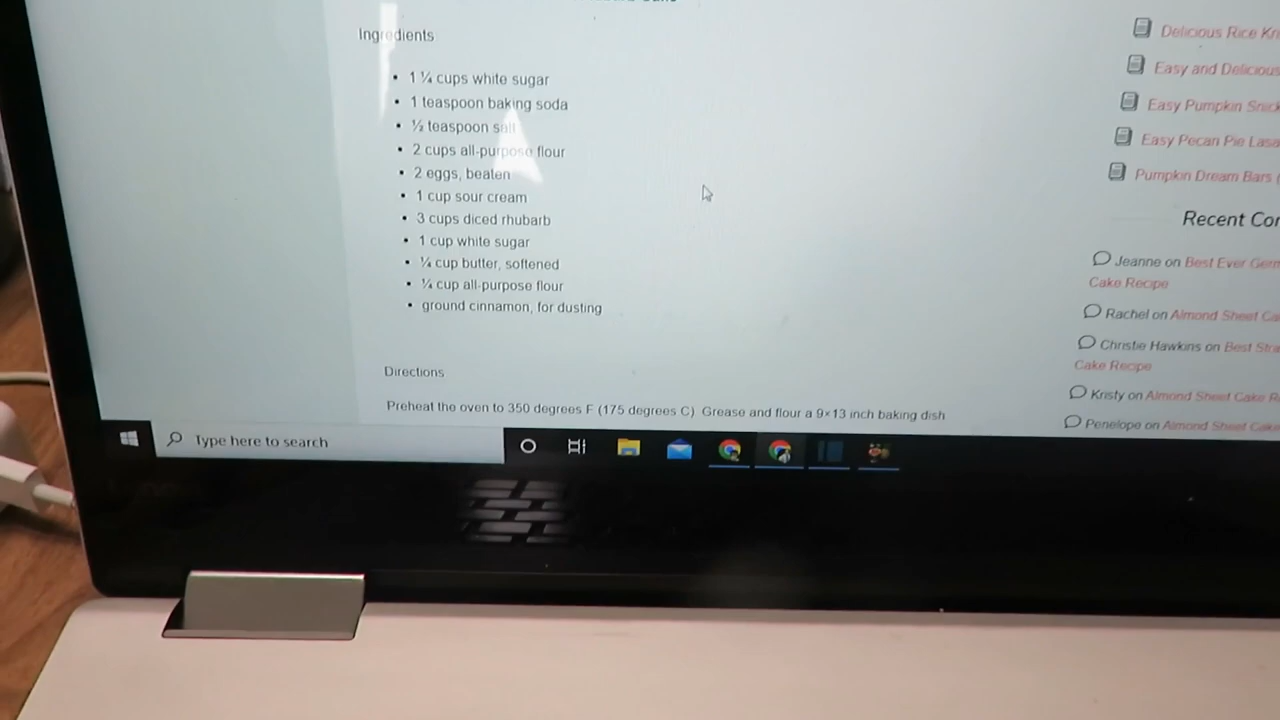 Ingredients
1 ¼ cups white sugar
1 teaspoon baking soda
½ teaspoon salt
2 cups all-purpose flour
2 eggs, beaten
1 cup sour cream
3 cups diced rhubarb
1 cup white sugar
¼ cup butter, softened
¼ cup all-purpose flour
ground cinnamon, for dusting
Directions
Preheat the oven to 350 degrees F (175 degrees C) Grease and flour a 9×13 inch baking dish
Delicious Rice
Easy and Delicious
Easy Pumpkin
Easy Pecan Pie
Pumpkin Dream Bars
Recent
Jeanne on Best Ever
Cake Recipe
Rachel on Almond Sheet
Christie Hawkins on Best
Cake Recipe
Kristy on Almond Sheet Cake
Penelope on Almond Sheet Cake
Type here to search